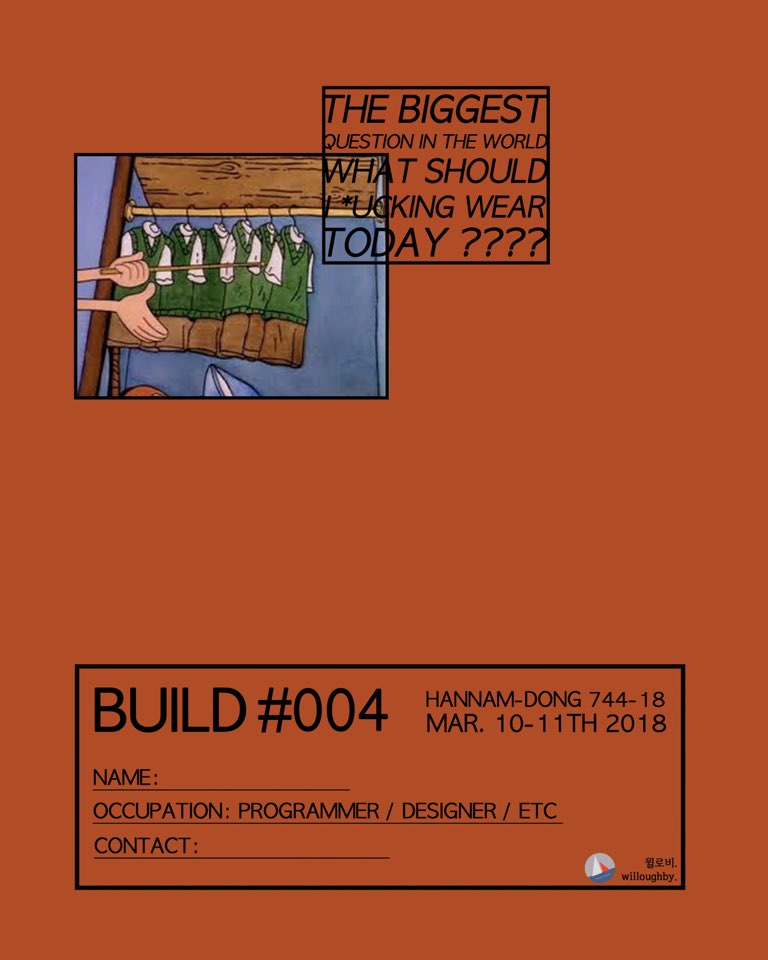 THE BIGGEST
QUESTION IN THE WORLD
WHAT SHOULD
I *UCKING WEAR
TODAY ????
BUILD #004
HANNAM-DONG 744-18
MAR. 10-11TH 2018
NAME:
OCCUPATION: PROGRAMMER / DESIGNER / ETC
CONTACT:
윌로비.
willoughby.